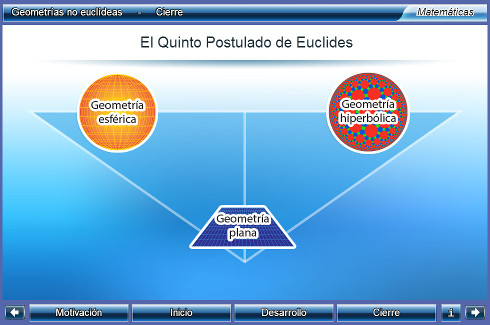 Geometrías no euclídeas - Cierre Matemáticas
El Quinto Postulado de Euclides
Geometría
esférica
Geometría
hiperbólica
Geometría
plana
Motivación Inicio Desarrollo Cierre i